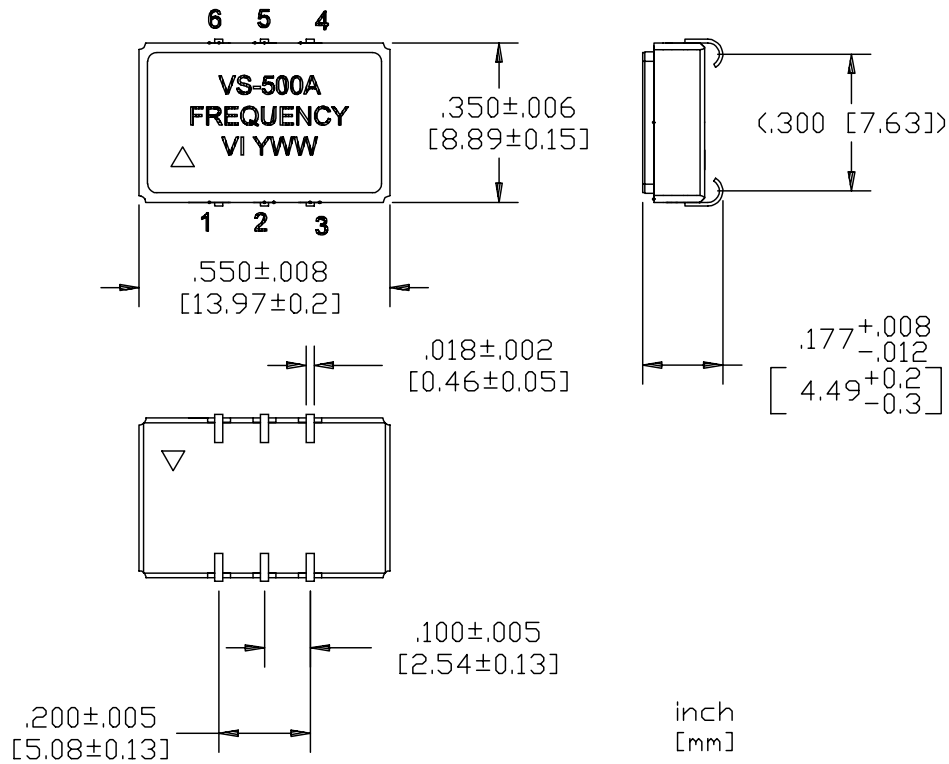 6 5 4
VS-500A
FREQUENCY
VI YWW
1 2 3
.350±.006
[8.89±0.15]
(.300 [7.63])
.550±.008
[13.97±0.2]
.018±.002
[0.46±0.05]
.177+.008
-.012
[4.49+0.2
-0.3]
.100±.005
[2.54±0.13]
.200±.005
[5.08±0.13]
inch
[mm]